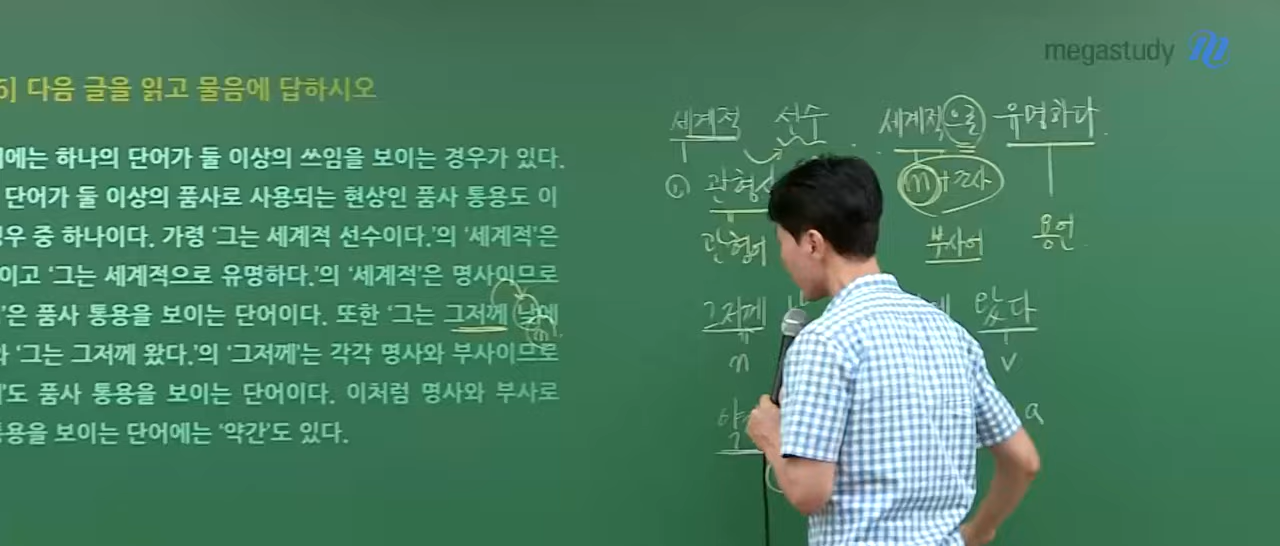 megastudy
5] 다음 글을 읽고 물음에 답하시오
에는 하나의 단어가 둘 이상의 쓰임을 보이는 경우가 있다.
단어가 둘 이상의 품사로 사용되는 현상인 품사 통용도 이
우 중 하나이다. 가령 '그는 세계적 선수이다.'의 '세계적'은
이고 '그는 세계적으로 유명하다.'의 '세계적'은 명사이므로
'은 품사 통용을 보이는 단어이다. 또한 '그는 그저께 낮에
와 '그는 그저께 왔다.'의 '그저께'는 각각 명사와 부사이므로
'도 품사 통용을 보이는 단어이다. 이처럼 명사와 부사로
통용을 보이는 단어에는 '약간'도 있다.
세계적 선수 세계적으로 유명하다.
① 관형사 m+조사
관형어 부사어 용언
그저께 왔다
n v
a